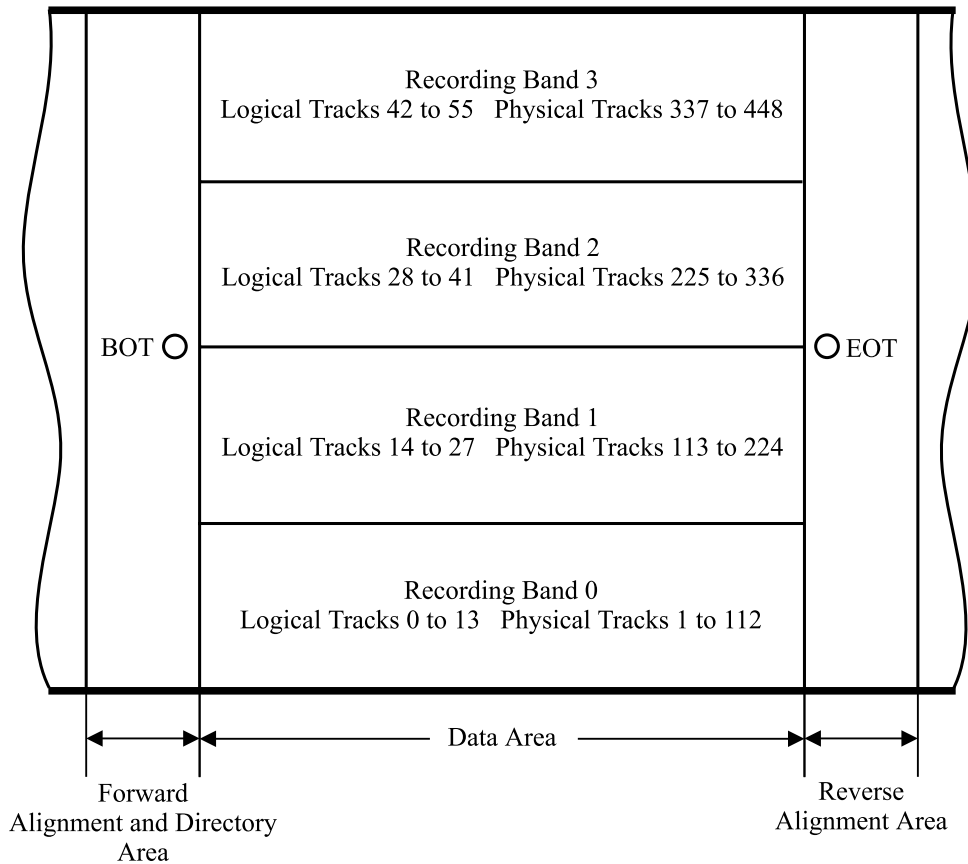 Recording Band 3
Logical Tracks 42 to 55   Physical Tracks 337 to 448
Recording Band 2
Logical Tracks 28 to 41   Physical Tracks 225 to 336
BOT
EOT
Recording Band 1
Logical Tracks 14 to 27   Physical Tracks 113 to 224
Recording Band 0
Logical Tracks 0 to 13   Physical Tracks 1 to 112
Data Area
Forward
Alignment and Directory
Area
Reverse
Alignment Area